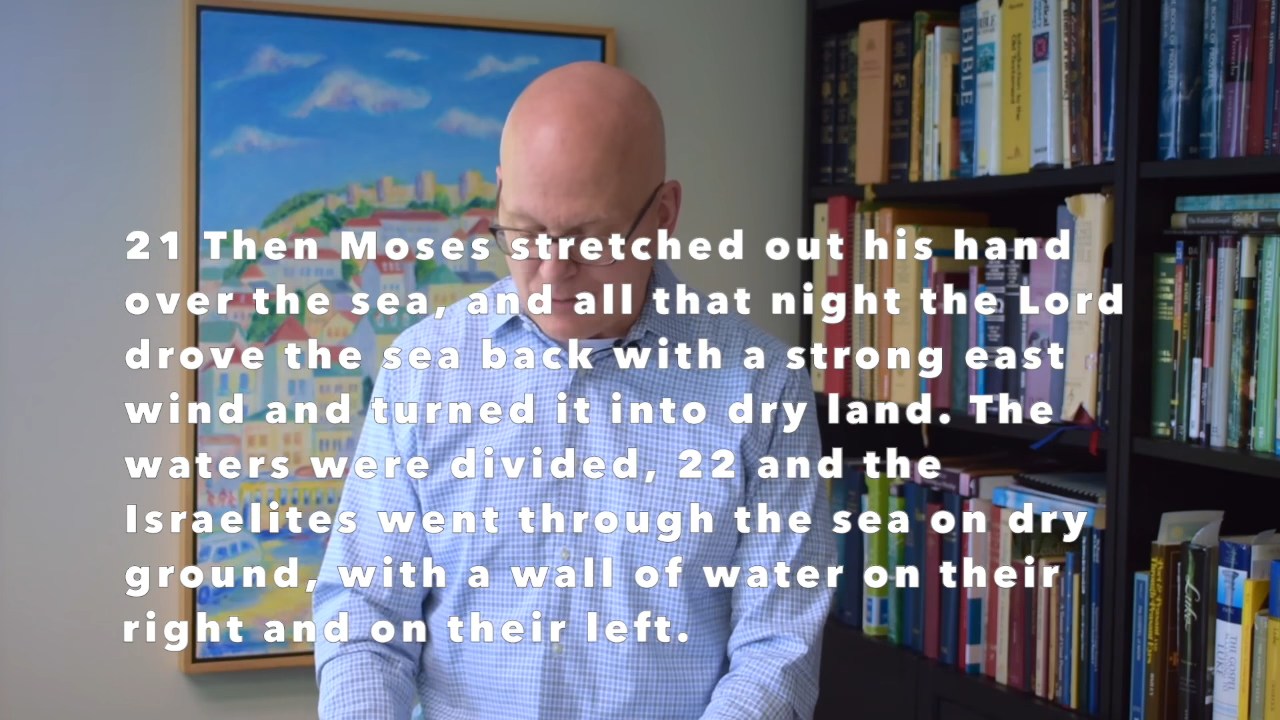 21 Then Moses stretched out his hand
over the sea, and all that night the Lord
drove the sea back with a strong east
wind and turned it into dry land. The
waters were divided, 22 and the
Israelites went through the sea on dry
ground, with a wall of water on their
right and on their left.
BIBLE